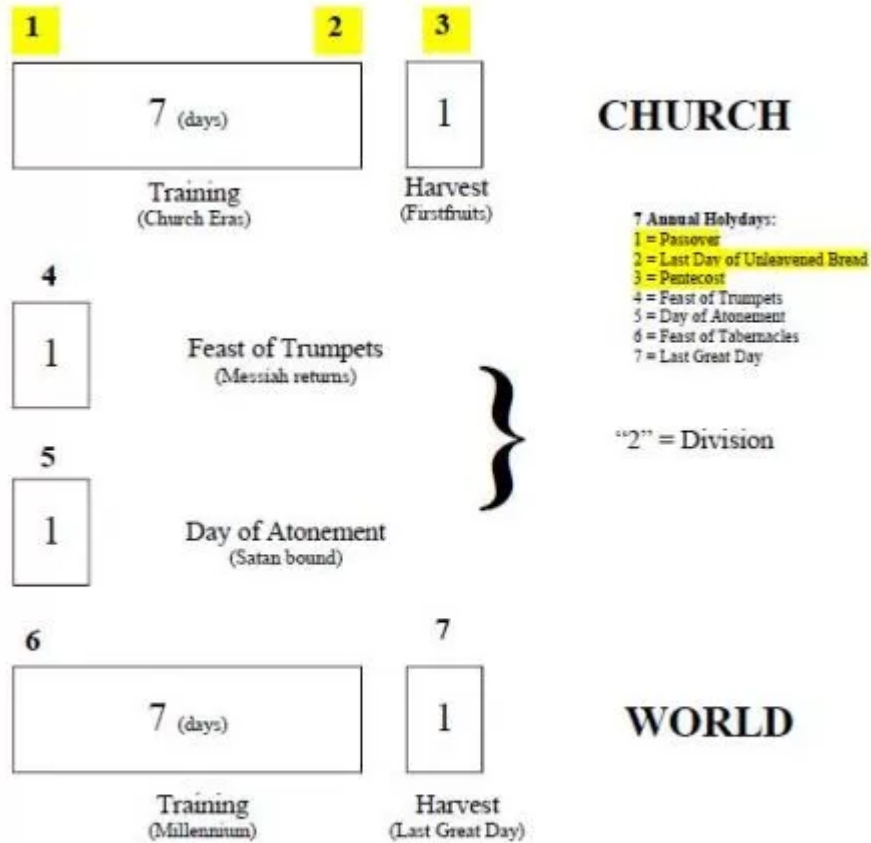 1
2
3
7 (days)
1
CHURCH
Training
(Church Eras)
Harvest
(Firstfruits)
7 Annual Holydays:
1 = Passover
2 = Last Day of Unleavened Bread
3 = Pentecost
4 = Feast of Trumpets
5 = Day of Atonement
6 = Feast of Tabernacles
7 = Last Great Day
4
1
Feast of Trumpets
(Messiah returns)
}
“2” = Division
5
1
Day of Atonement
(Satan bound)
6
7
7 (days)
1
WORLD
Training
(Millennium)
Harvest
(Last Great Day)